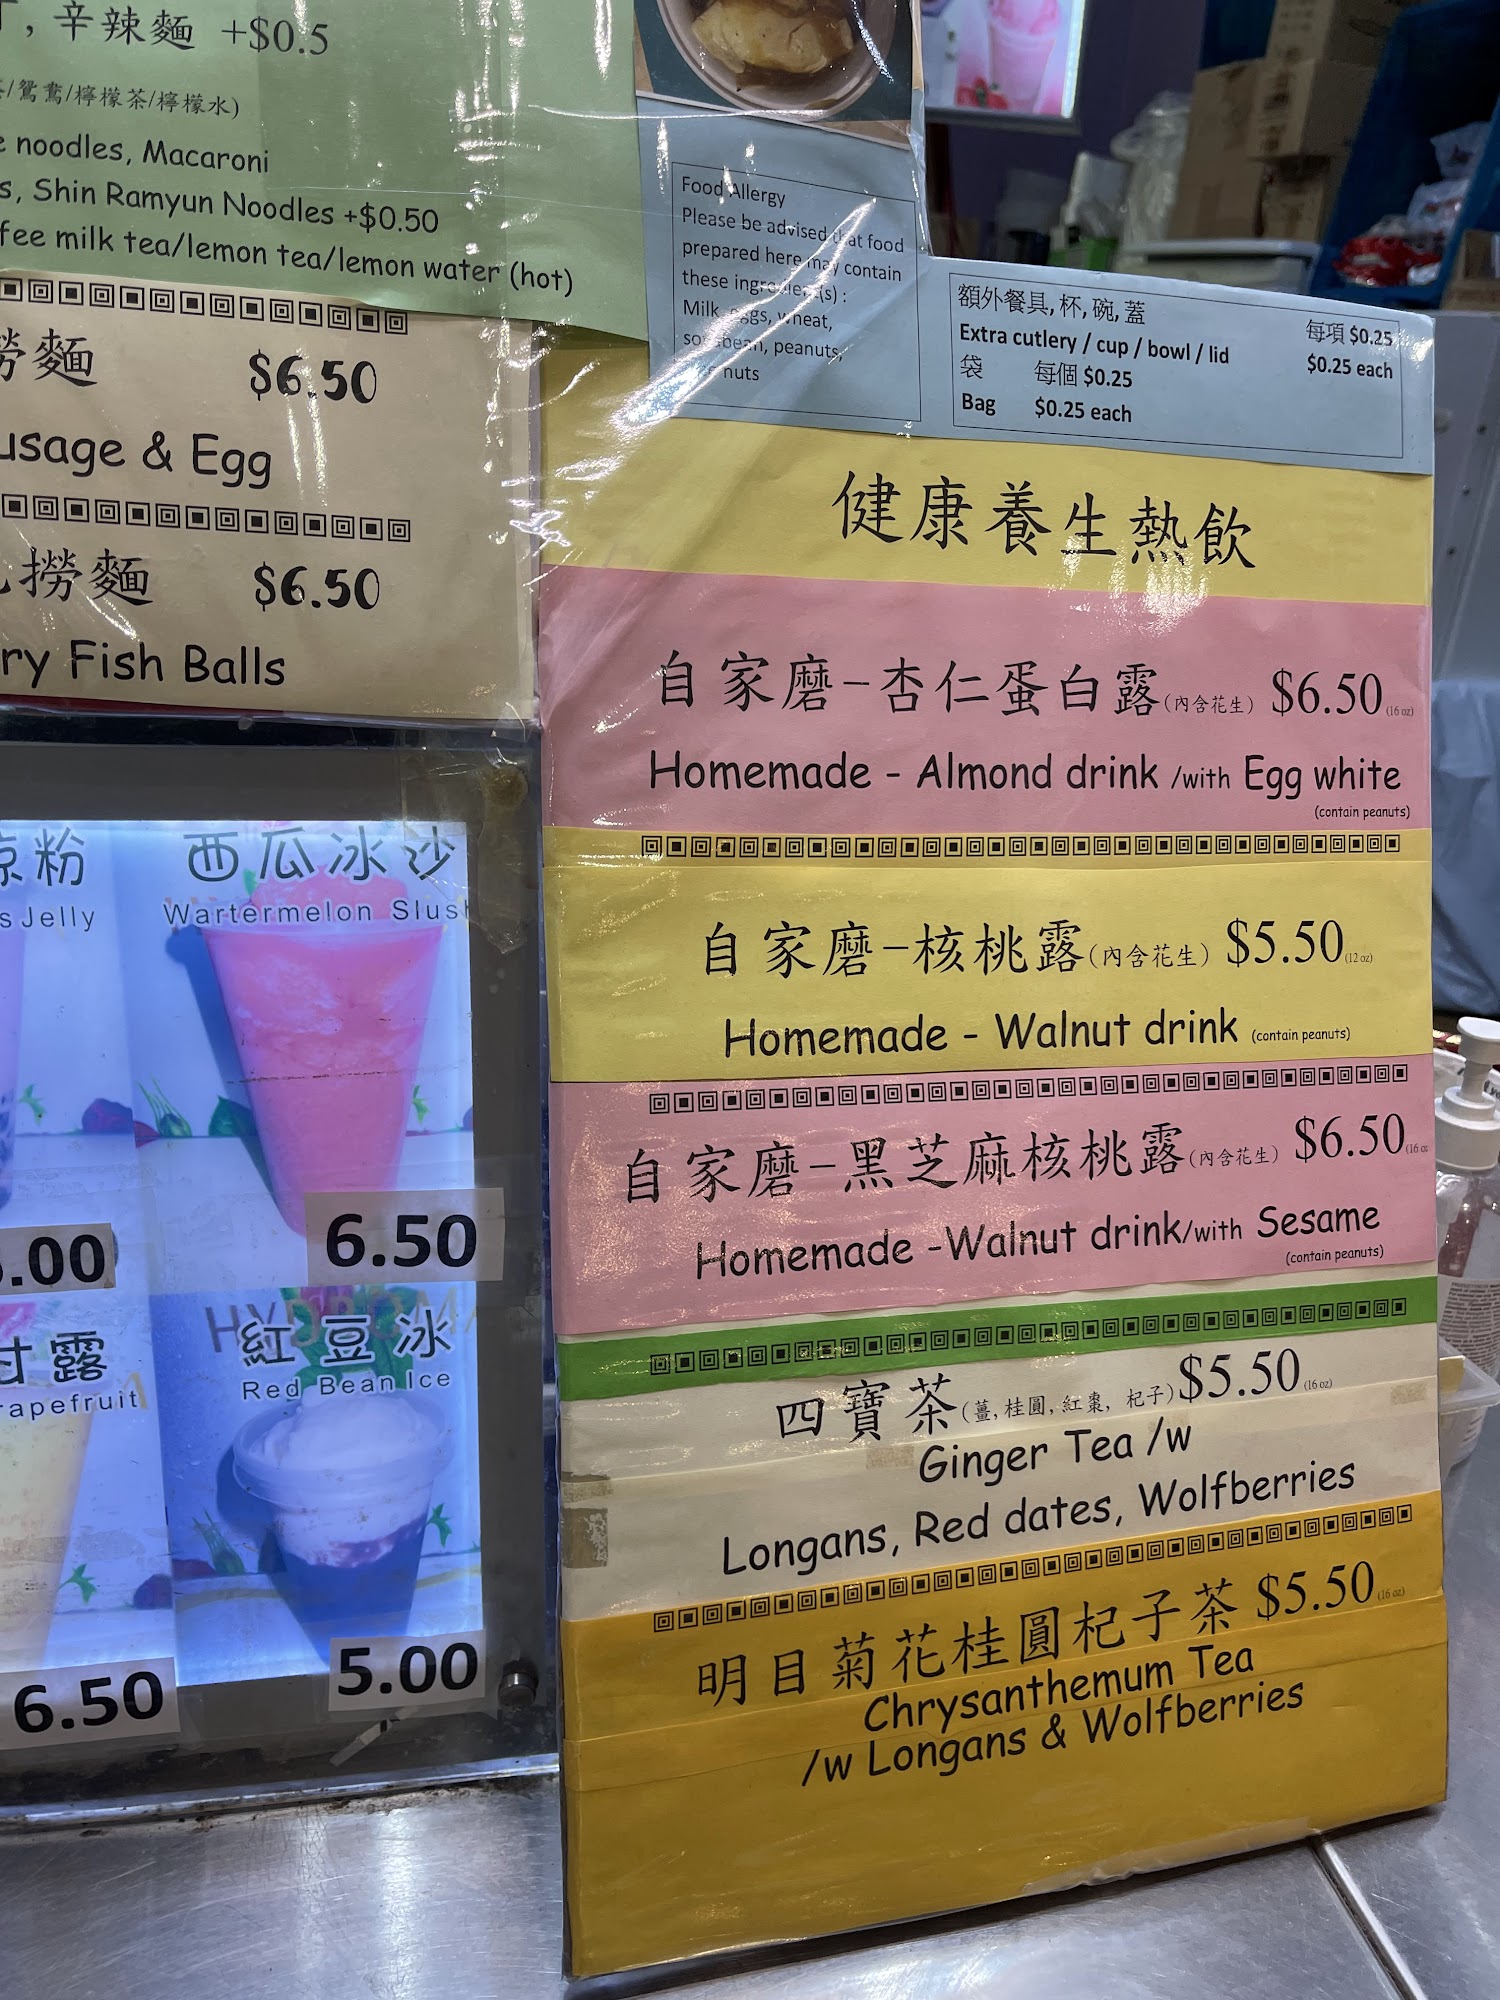 , 辛辣麵 +$0.5
/鴛鴦/檸檬茶/檸檬水)
noodles, Macaroni
s, Shin Ramyun Noodles +$0.50
fee milk tea/lemon tea/lemon water (hot)
撈麵 $6.50
usage & Egg
撈麵 $6.50
ry Fish Balls
Food Allergy
Please be advised that food
prepared here may contain
these ingredient(s) :
Milk, eggs, wheat,
soybean, peanuts,
nuts
額外餐具,杯,碗,蓋 每項 $0.25
Extra cutlery / cup / bowl / lid $0.25 each
袋 每個 $0.25
Bag $0.25 each
健康養生熱飲
自家磨-杏仁蛋白露(內含花生) $6.50 (16 oz)
Homemade - Almond drink /with Egg white
(contain peanuts)
自家磨-核桃露(內含花生) $5.50 (12 oz)
Homemade - Walnut drink (contain peanuts)
自家磨-黑芝麻核桃露(內含花生) $6.50 (16 oz
Homemade -Walnut drink/with Sesame
(contain peanuts)
四寶茶(薑,桂圓,紅棗, 杞子)$5.50 (16 oz)
Ginger Tea /w
Longans, Red dates, Wolfberries
明目菊花桂圓杞子茶 $5.50 (16 oz)
Chrysanthemum Tea
/w Longans & Wolfberries
涼粉
s Jelly
.00
西瓜冰沙
Wartermelon Slush
6.50
甘露
rapefruit
6.50
紅豆冰
Red Bean Ice
5.00